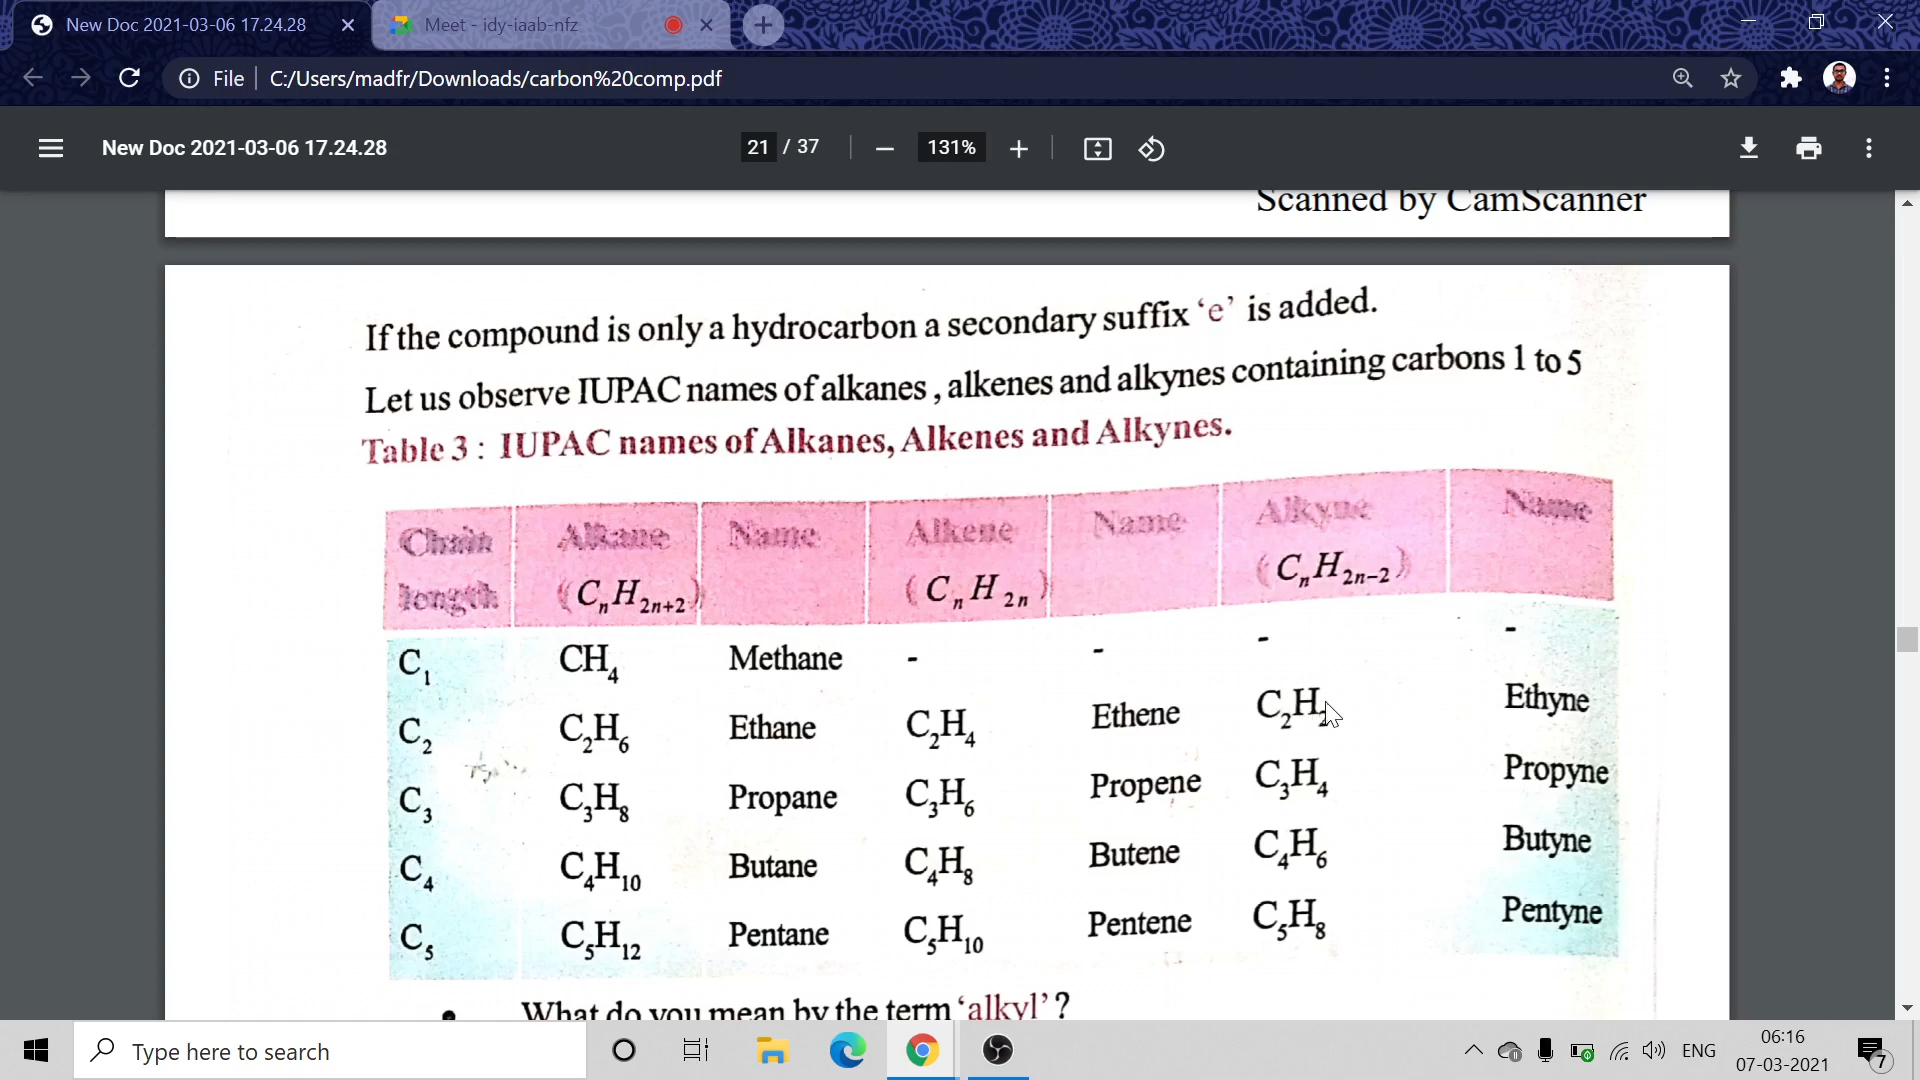 New Doc 2021-03-06 17.24.28
Meet - idy-iaab-nfz
File
C:/Users/madfr/Downloads/carbon%20comp.pdf
New Doc 2021-03-06 17.24.28
21 / 37
131%
Scanned by CamScanner
If the compound is only a hydrocarbon a secondary suffix ‘e’ is added.
Let us observe IUPAC names of alkanes , alkenes and alkynes containing carbons 1 to 5
Table 3 : IUPAC names of Alkanes, Alkenes and Alkynes.
Chain Alkane Name Alkene Name Alkyne Name
length (CₙH₂ₙ₊₂) (CₙH₂ₙ) (CₙH₂ₙ₋₂)
C₁ CH₄ Methane - - - -
C₂ C₂H₆ Ethane C₂H₄ Ethene C₂H₂ Ethyne
C₃ C₃H₈ Propane C₃H₆ Propene C₃H₄ Propyne
C₄ C₄H₁₀ Butane C₄H₈ Butene C₄H₆ Butyne
C₅ C₅H₁₂ Pentane C₅H₁₀ Pentene C₅H₈ Pentyne
• What do you mean by the term ‘alkyl’ ?
Type here to search
ENG
06:16
07-03-2021
7